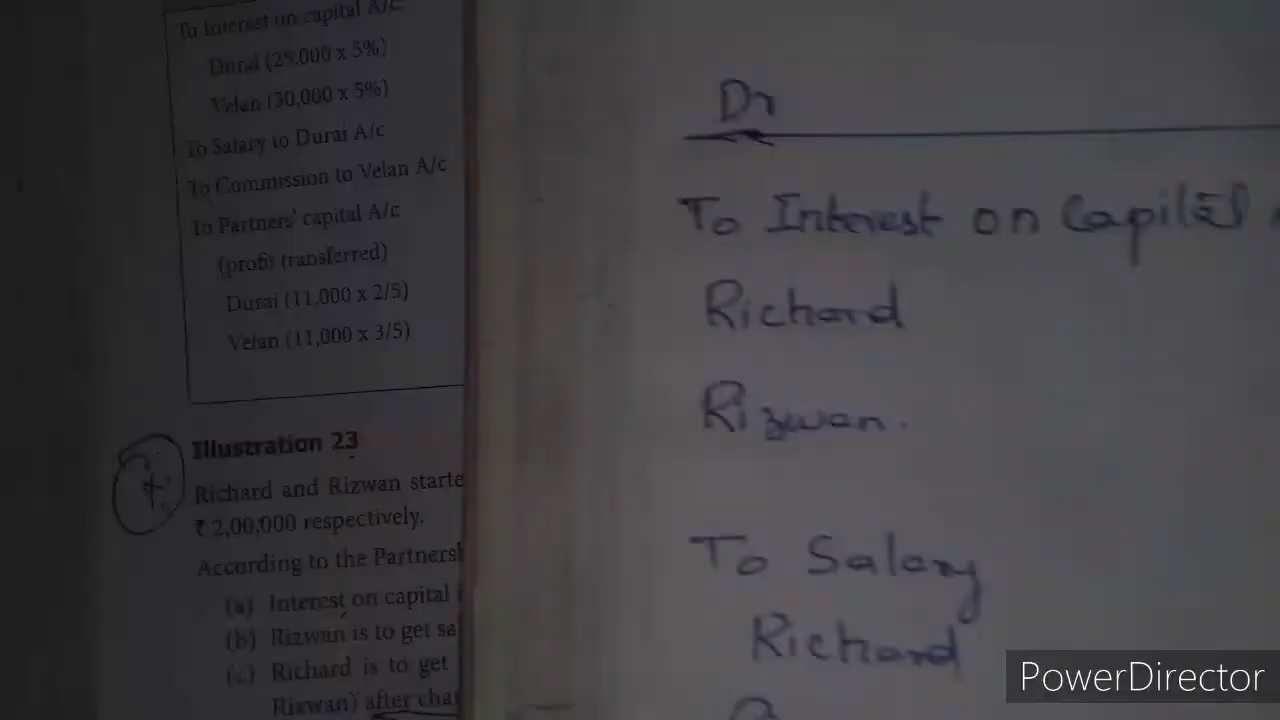 To Interest on capital A/c
Durai (25,000 x 5%)
Velan (30,000 x 5%)
To Salary to Durai A/c
To Commission to Velan A/c
To Partners' capital A/c
(profit transferred)
Durai (11,000 x 2/5)
Velan (11,000 x 3/5)
Illustration 23
Richard and Rizwan starte
₹ 2,00,000 respectively.
According to the Partnersh
(a) Interest on capital
(b) Rizwan is to get sa
(c) Richard is to get
Rizwan) after char
Dr
To Interest on Capital
Richard
Rizwan.
To Salary
Richard
PowerDirector